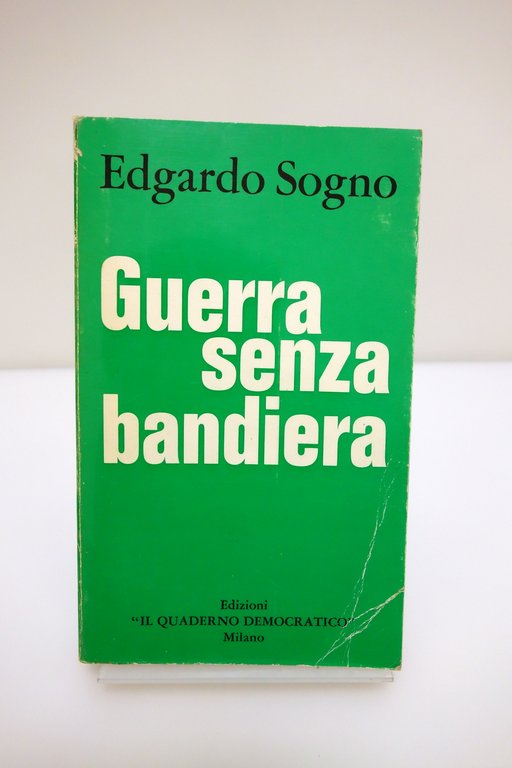 Edgardo Sogno
Guerra
senza
bandiera
Edizioni
“IL QUADERNO DEMOCRATICO”
Milano